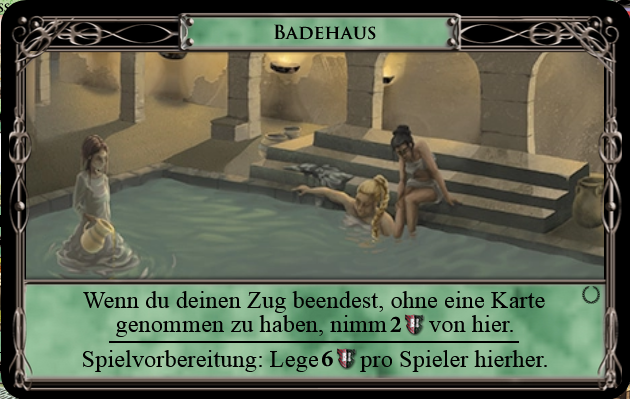 BADEHAUS
Wenn du deinen Zug beendest, ohne eine Karte
genommen zu haben, nimm 2 von hier.
Spielvorbereitung: Lege 6 pro Spieler hierher.